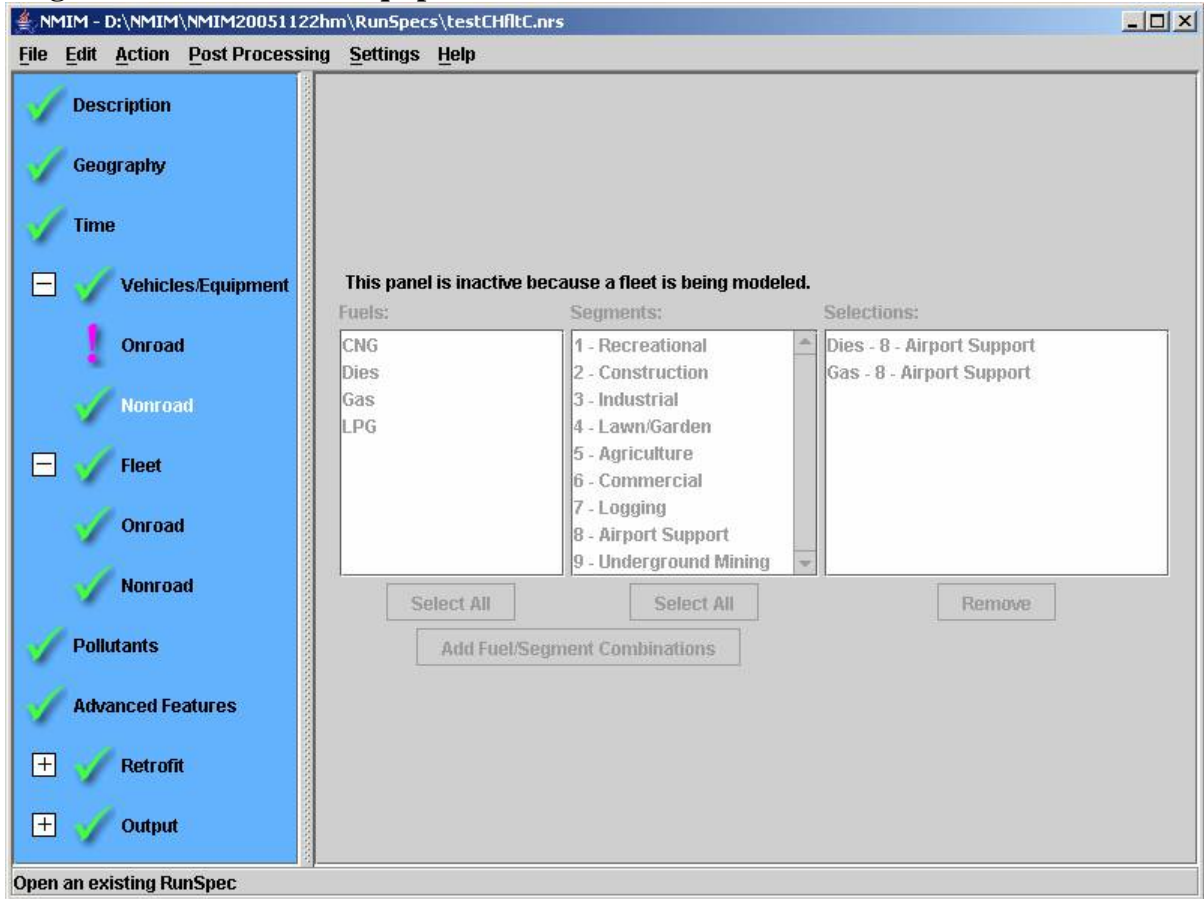 NMIM - D:\NMIM\NMIM20051122hm\RunSpecs\testCHfltC.nrs
File Edit Action Post Processing Settings Help
Description
Geography
Time
Vehicles/Equipment
Onroad
Nonroad
Fleet
Onroad
Nonroad
Pollutants
Advanced Features
Retrofit
Output
This panel is inactive because a fleet is being modeled.
Fuels:
CNG
Dies
Gas
LPG
Select All
Segments:
1 - Recreational
2 - Construction
3 - Industrial
4 - Lawn/Garden
5 - Agriculture
6 - Commercial
7 - Logging
8 - Airport Support
9 - Underground Mining
Select All
Add Fuel/Segment Combinations
Selections:
Dies - 8 - Airport Support
Gas - 8 - Airport Support
Remove
Open an existing RunSpec